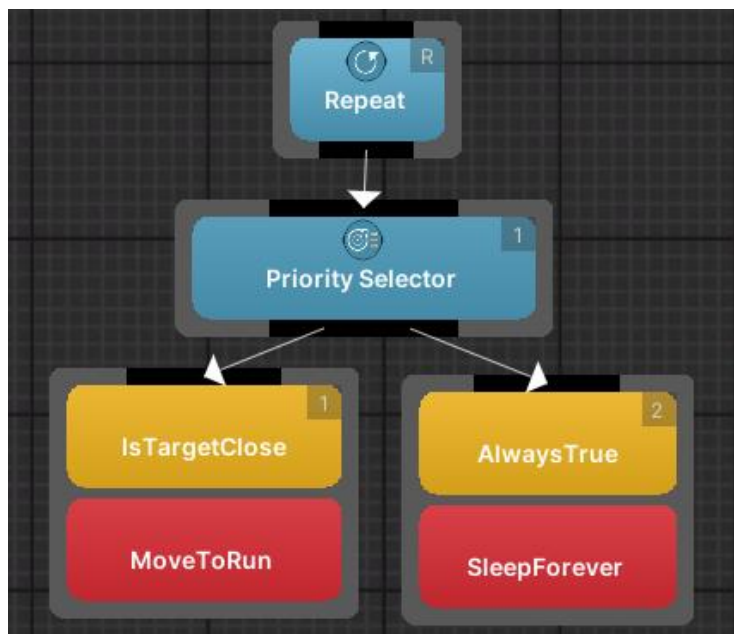 R
Repeat
1
Priority Selector
1
IsTargetClose
MoveToRun
2
AlwaysTrue
SleepForever